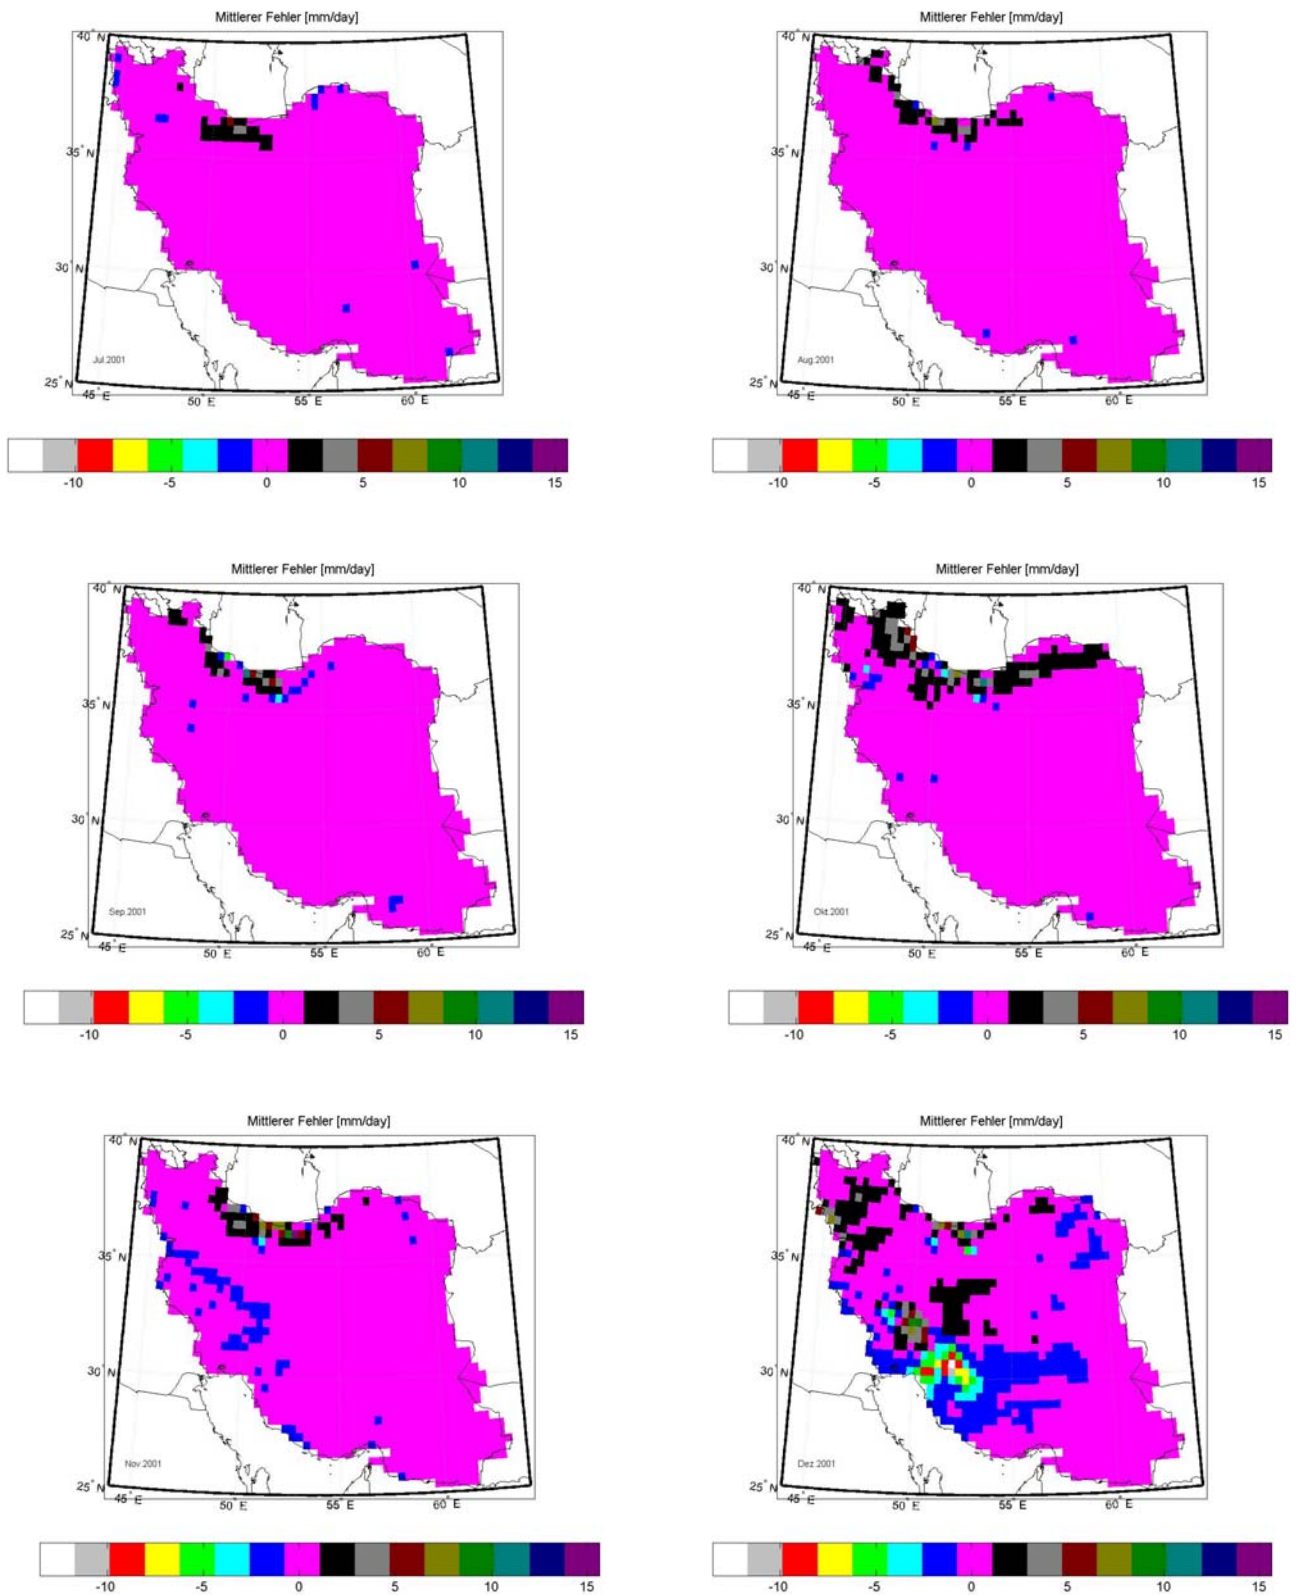 Mittlerer Fehler [mm/day]
40° N
35° N
30° N
25° N
45° E
50° E
55° E
60° E
Jul.2001
-10 -5 0 5 10 15
Mittlerer Fehler [mm/day]
40° N
35° N
30° N
25° N
45° E
50° E
55° E
60° E
Aug.2001
-10 -5 0 5 10 15
Mittlerer Fehler [mm/day]
40° N
35° N
30° N
25° N
45° E
50° E
55° E
60° E
Sep.2001
-10 -5 0 5 10 15
Mittlerer Fehler [mm/day]
40° N
35° N
30° N
25° N
45° E
50° E
55° E
60° E
Okt.2001
-10 -5 0 5 10 15
Mittlerer Fehler [mm/day]
40° N
35° N
30° N
25° N
45° E
50° E
55° E
60° E
Nov.2001
-10 -5 0 5 10 15
Mittlerer Fehler [mm/day]
40° N
35° N
30° N
25° N
45° E
50° E
55° E
60° E
Dez.2001
-10 -5 0 5 10 15